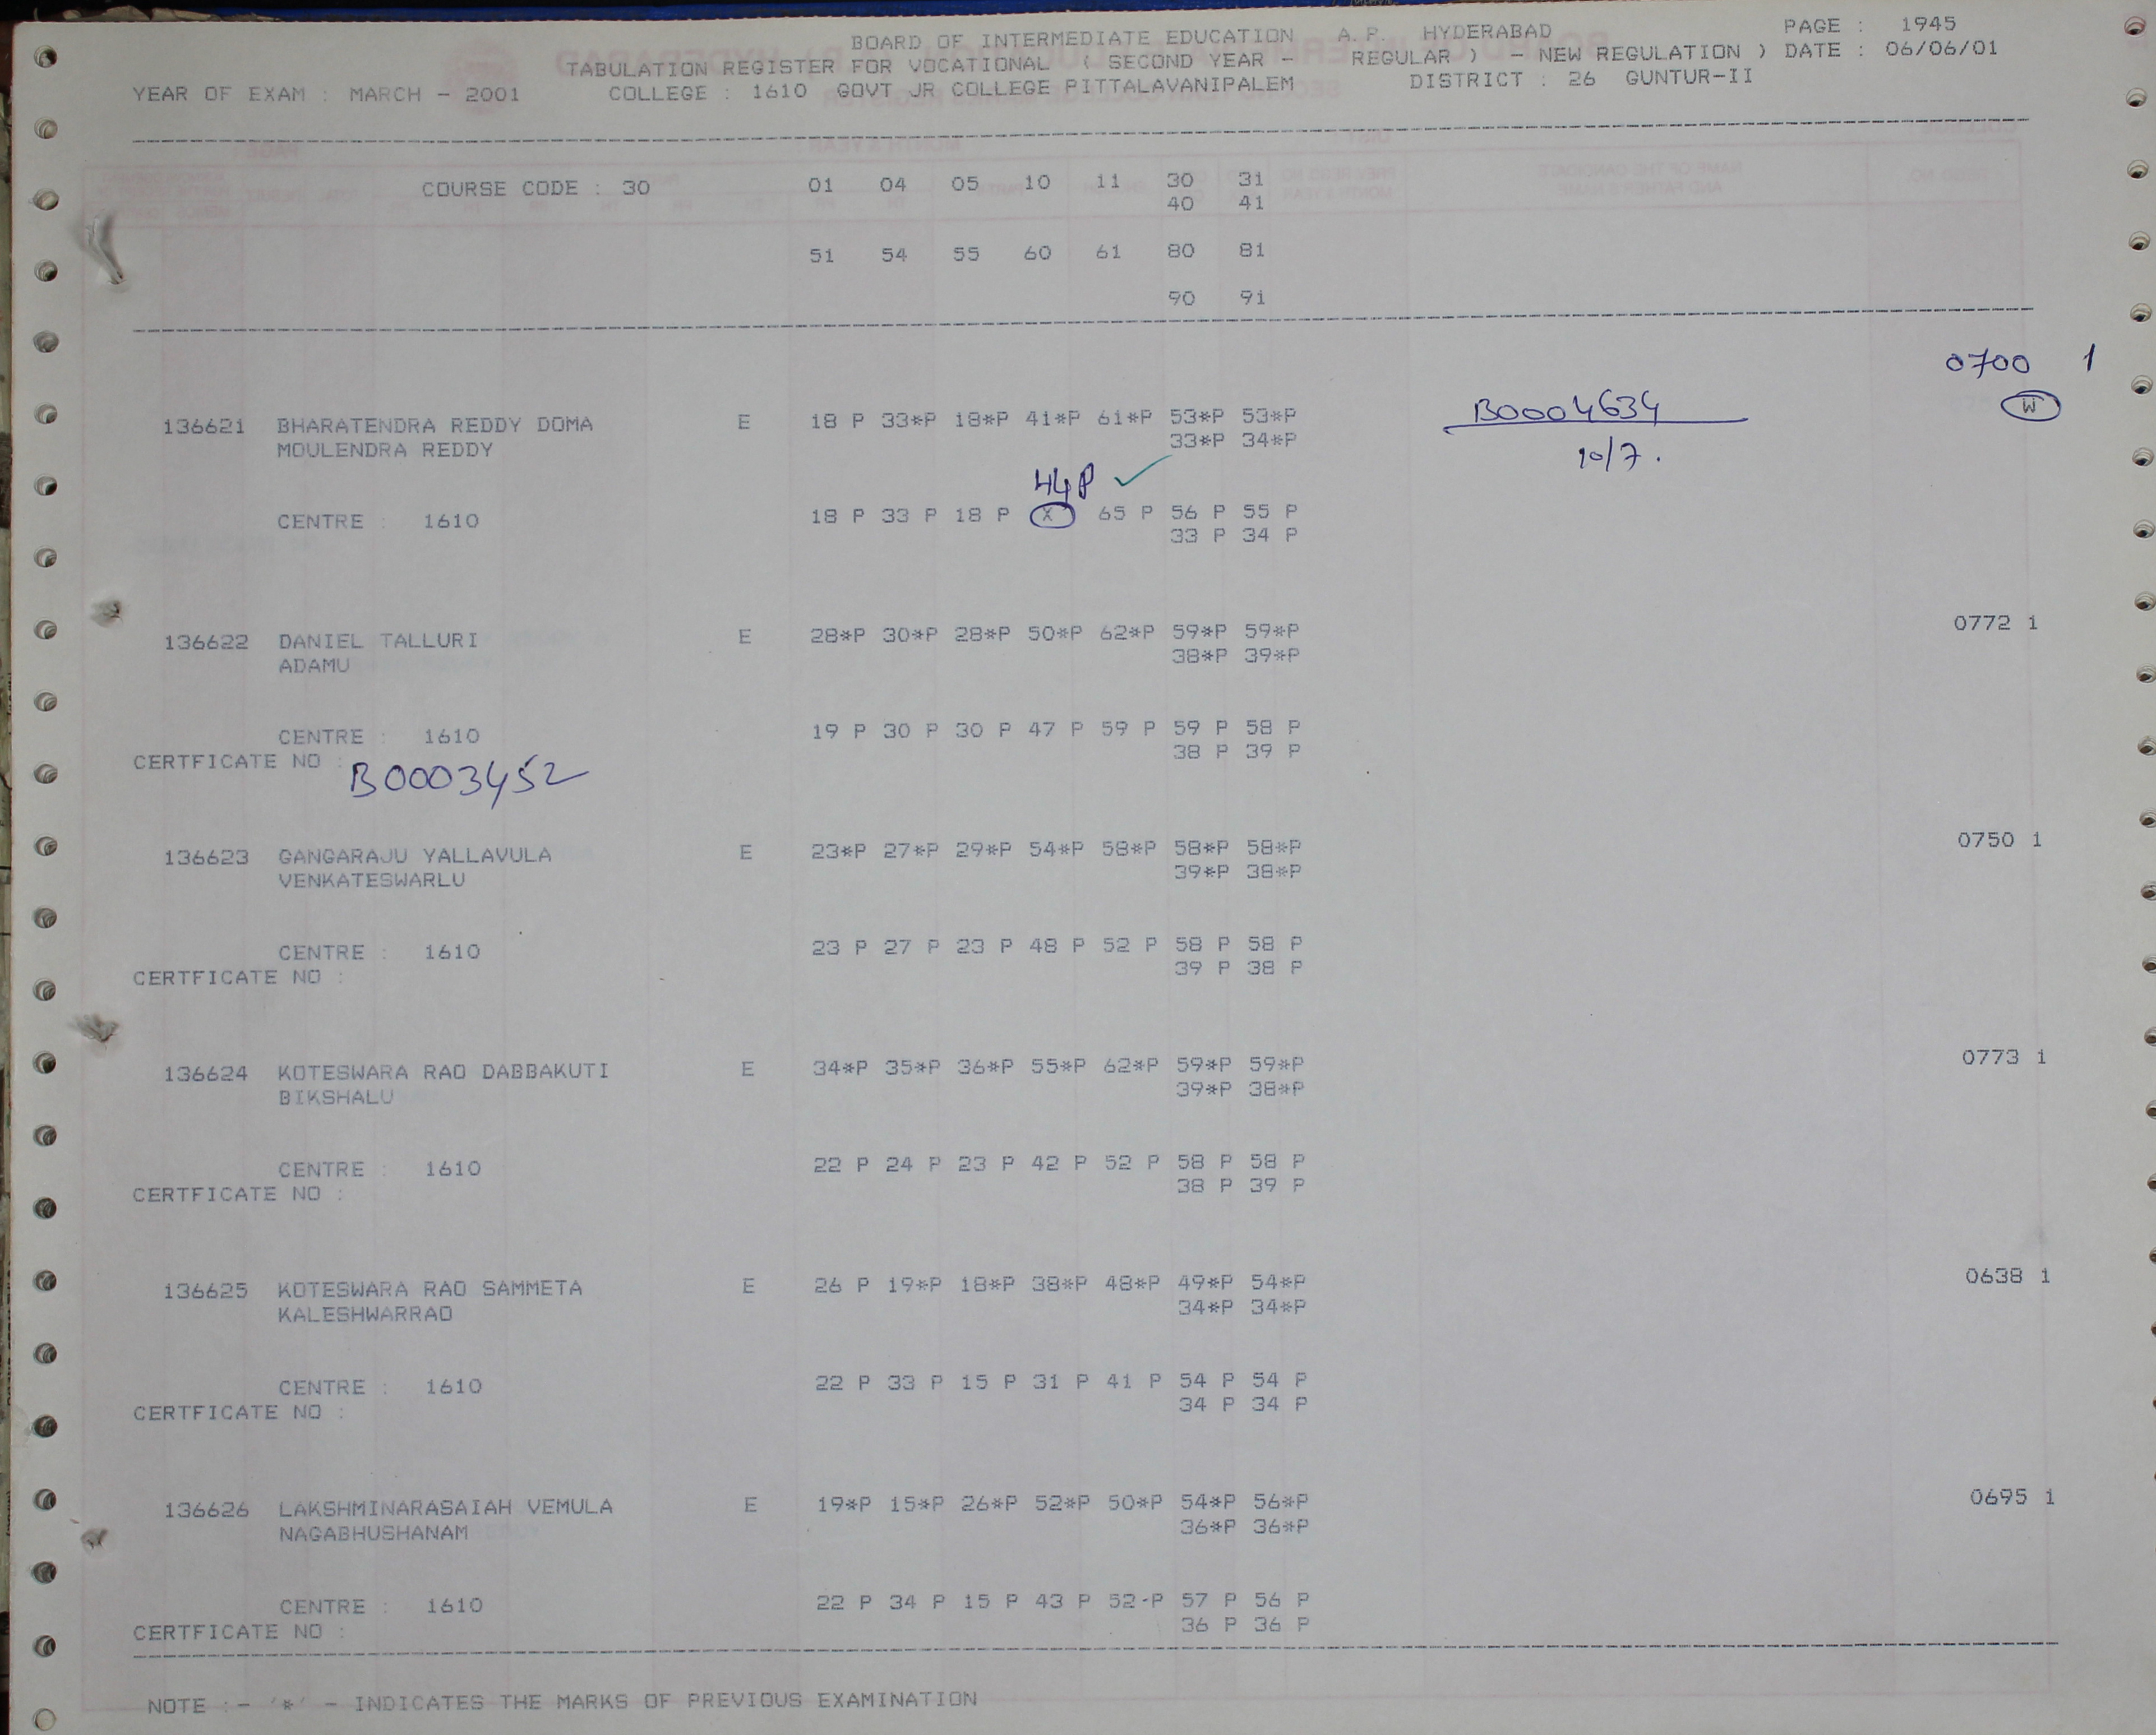 BOARD OF INTERMEDIATE EDUCATION A.P. HYDERABAD PAGE : 1945
TABULATION REGISTER FOR VOCATIONAL ( SECOND YEAR - REGULAR ) - NEW REGULATION ) DATE : 06/06/01
YEAR OF EXAM : MARCH - 2001 COLLEGE : 1610 GOVT JR COLLEGE PITTALAVANIPALEM DISTRICT : 26 GUNTUR-II
COURSE CODE : 30 01 04 05 10 11 30 31
40 41
51 54 55 60 61 80 81
90 91
0700 1
136621 BHARATENDRA REDDY DOMA E 18 P 33*P 18*P 41*P 61*P 53*P 53*P B0004634 W
MOULENDRA REDDY 33*P 34*P 10/7.
44P ✓
CENTRE : 1610 18 P 33 P 18 P X 65 P 56 P 55 P
33 P 34 P
136622 DANIEL TALLURI E 28*P 30*P 28*P 50*P 62*P 59*P 59*P 0772 1
ADAMU 38*P 39*P
CENTRE : 1610 19 P 30 P 30 P 47 P 59 P 59 P 58 P
CERTFICATE NO : B0003452 38 P 39 P
136623 GANGARAJU YALLAVULA E 23*P 27*P 29*P 54*P 58*P 58*P 58*P 0750 1
VENKATESWARLU 39*P 38*P
CENTRE : 1610 23 P 27 P 23 P 48 P 52 P 58 P 58 P
CERTFICATE NO : 39 P 38 P
136624 KOTESWARA RAO DABBAKUTI E 34*P 35*P 36*P 55*P 62*P 59*P 59*P 0773 1
BIKSHALU 39*P 38*P
CENTRE : 1610 22 P 24 P 23 P 42 P 52 P 58 P 58 P
CERTFICATE NO : 38 P 39 P
136625 KOTESWARA RAO SAMMETA E 26 P 19*P 18*P 38*P 48*P 49*P 54*P 0638 1
KALESHWARRAO 34*P 34*P
CENTRE : 1610 22 P 33 P 15 P 31 P 41 P 54 P 54 P
CERTFICATE NO : 34 P 34 P
136626 LAKSHMINARASAIAH VEMULA E 19*P 15*P 26*P 52*P 50*P 54*P 56*P 0695 1
NAGABHUSHANAM 36*P 36*P
CENTRE : 1610 22 P 34 P 15 P 43 P 52-P 57 P 56 P
CERTFICATE NO : 36 P 36 P
NOTE :- '*' - INDICATES THE MARKS OF PREVIOUS EXAMINATION